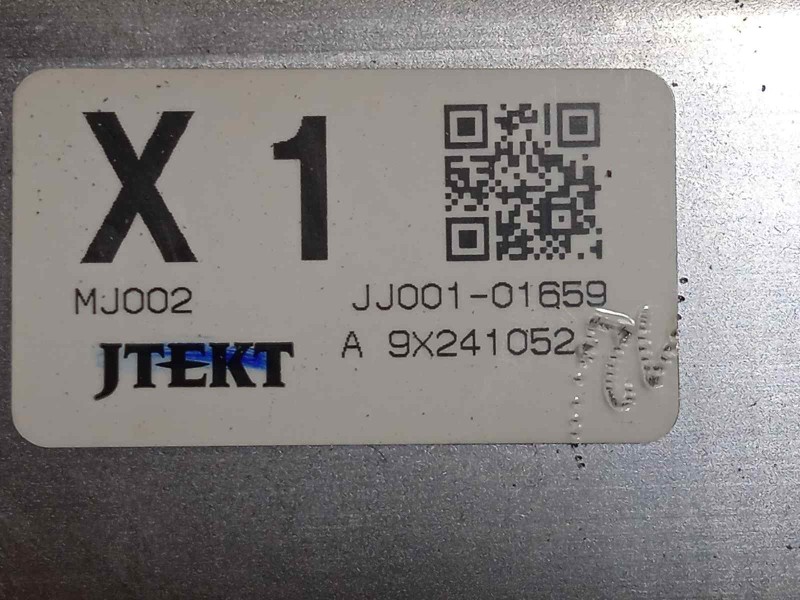 X 1
MJ002 JJ001-01659
A 9X241052
JTEKT